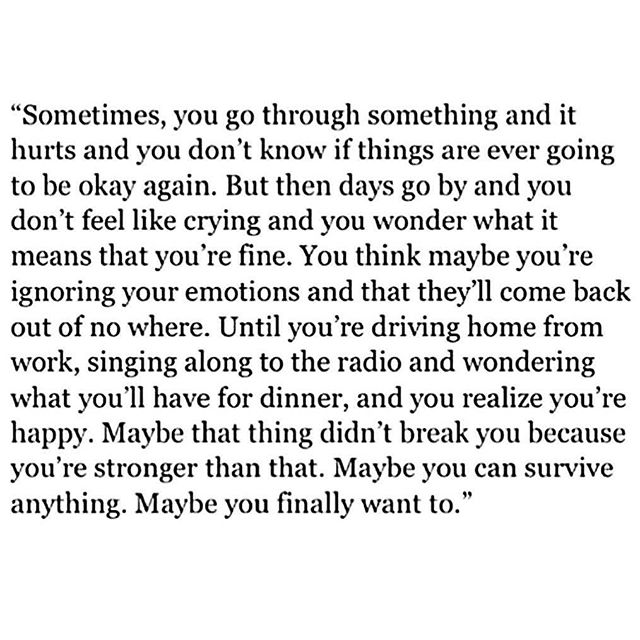 “Sometimes, you go through something and it
hurts and you don’t know if things are ever going
to be okay again. But then days go by and you
don’t feel like crying and you wonder what it
means that you’re fine. You think maybe you’re
ignoring your emotions and that they’ll come back
out of no where. Until you’re driving home from
work, singing along to the radio and wondering
what you’ll have for dinner, and you realize you’re
happy. Maybe that thing didn’t break you because
you’re stronger than that. Maybe you can survive
anything. Maybe you finally want to.”